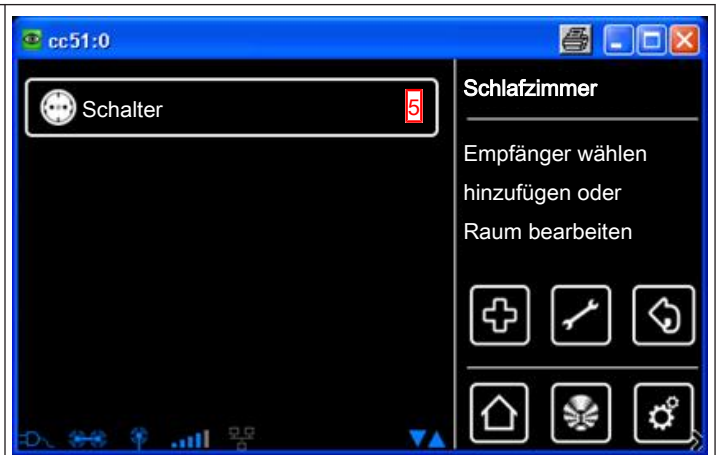 cc51:0
Schalter 5
Schlafzimmer
Empfänger wählen
hinzufügen oder
Raum bearbeiten